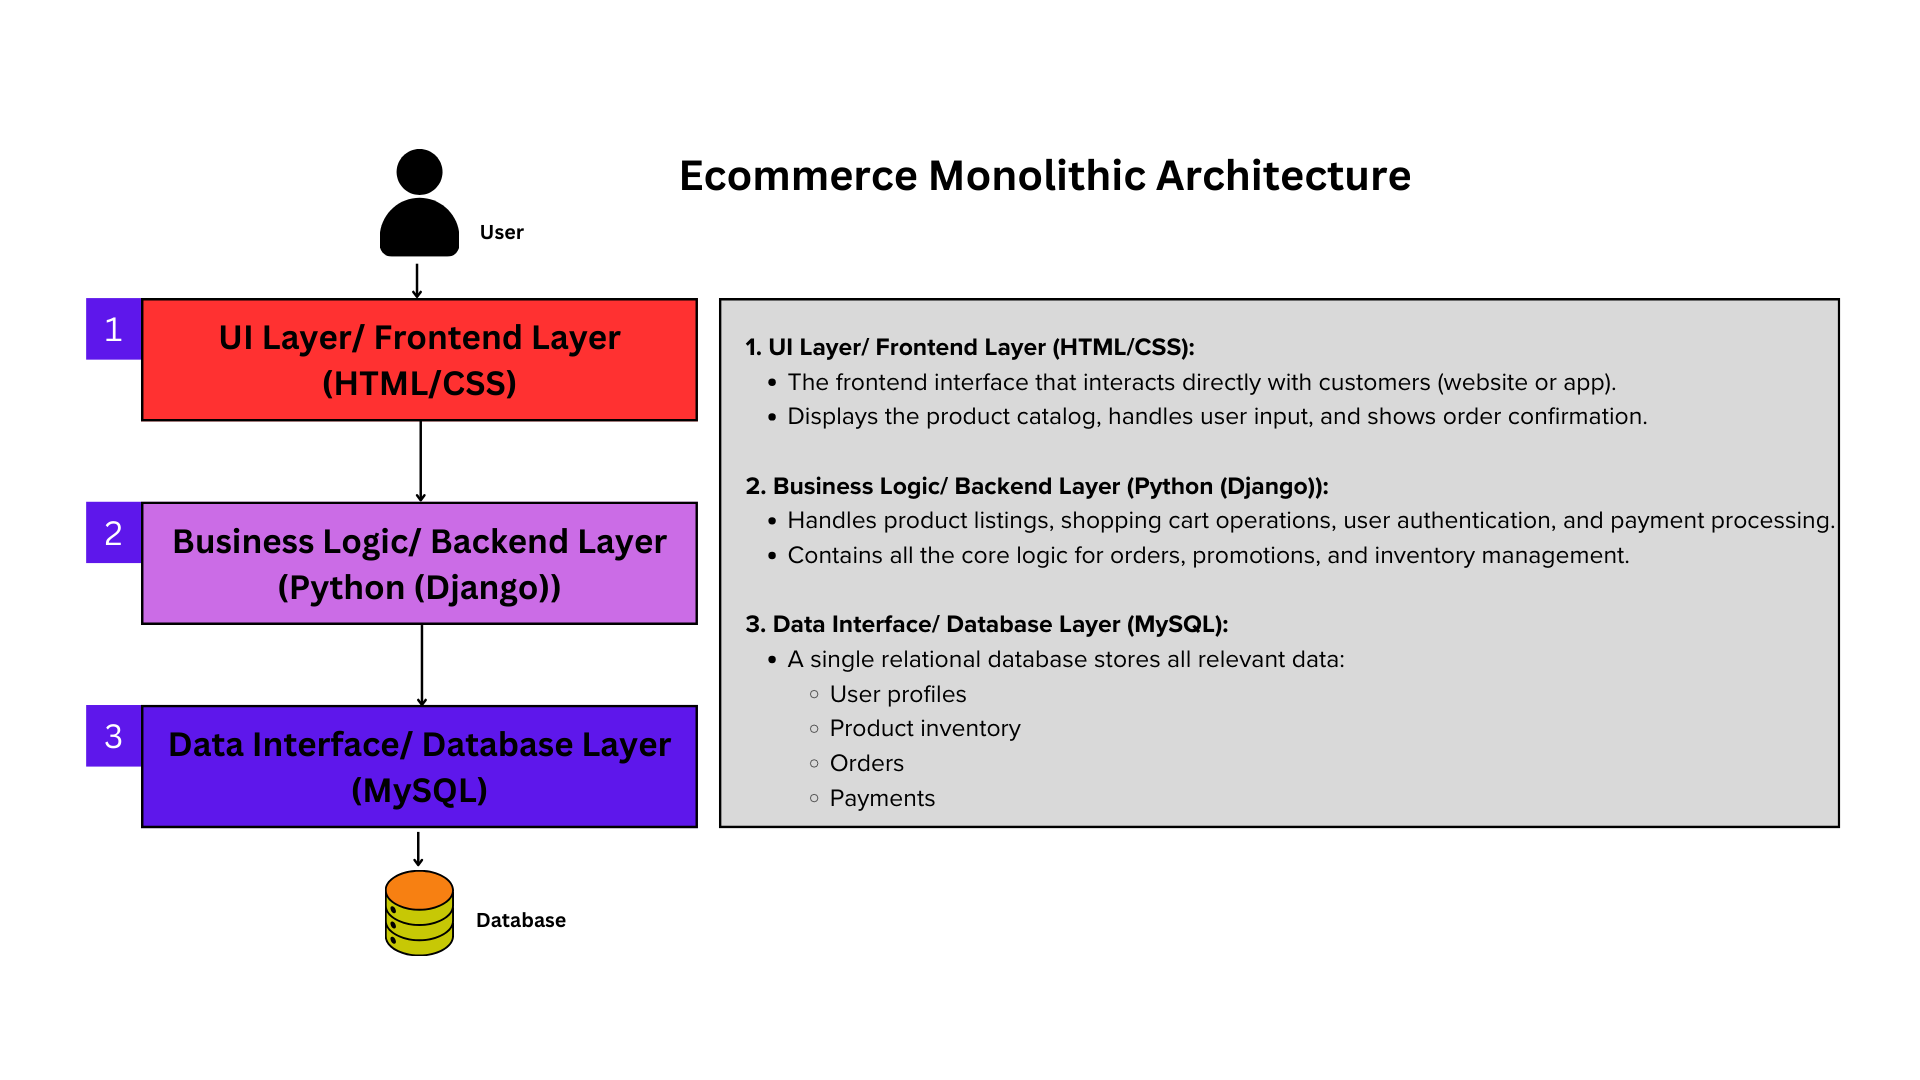 Ecommerce Monolithic Architecture
User
1
UI Layer/ Frontend Layer
(HTML/CSS)
2
Business Logic/ Backend Layer
(Python (Django))
3
Data Interface/ Database Layer
(MySQL)
Database
1. UI Layer/ Frontend Layer (HTML/CSS):
• The frontend interface that interacts directly with customers (website or app).
• Displays the product catalog, handles user input, and shows order confirmation.
2. Business Logic/ Backend Layer (Python (Django)):
• Handles product listings, shopping cart operations, user authentication, and payment processing.
• Contains all the core logic for orders, promotions, and inventory management.
3. Data Interface/ Database Layer (MySQL):
• A single relational database stores all relevant data:
○ User profiles
○ Product inventory
○ Orders
○ Payments